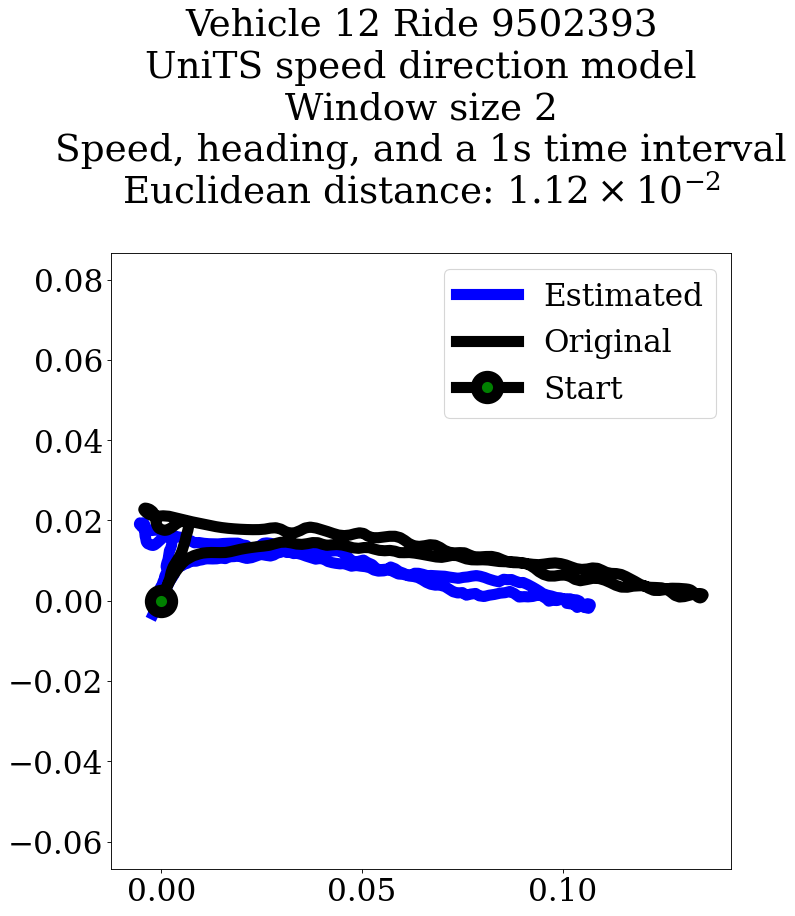 Vehicle 12 Ride 9502393
UniTS speed direction model
Window size 2
Speed, heading, and a 1s time interval
Euclidean distance: 1.12 × 10⁻²
Estimated
Original
Start
0.08
0.06
0.04
0.02
0.00
−0.02
−0.04
−0.06
0.00 0.05 0.10